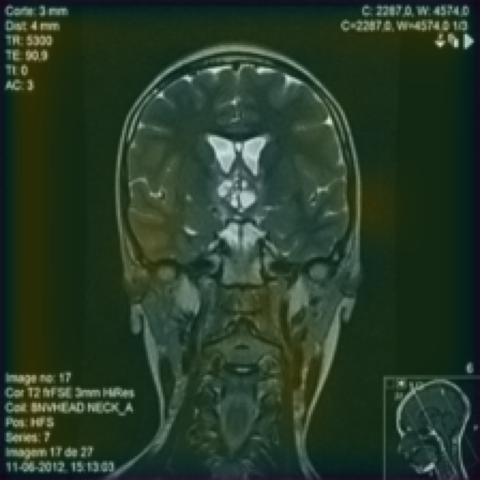 Corte: 3 mm
Dist: 4 mm
TR: 5300
TE: 90,9
TI: 0
AC: 3
C: 2287,0, W: 4574,0
C=2287,0, W=4574,0 1/3
6
Image no: 17
Cor T2 frFSE 3mm HiRes
Coil: 8NVHEAD NECK_A
Pos: HFS
Series: 7
Imagem 17 de 27
11-06-2012, 15:13:03